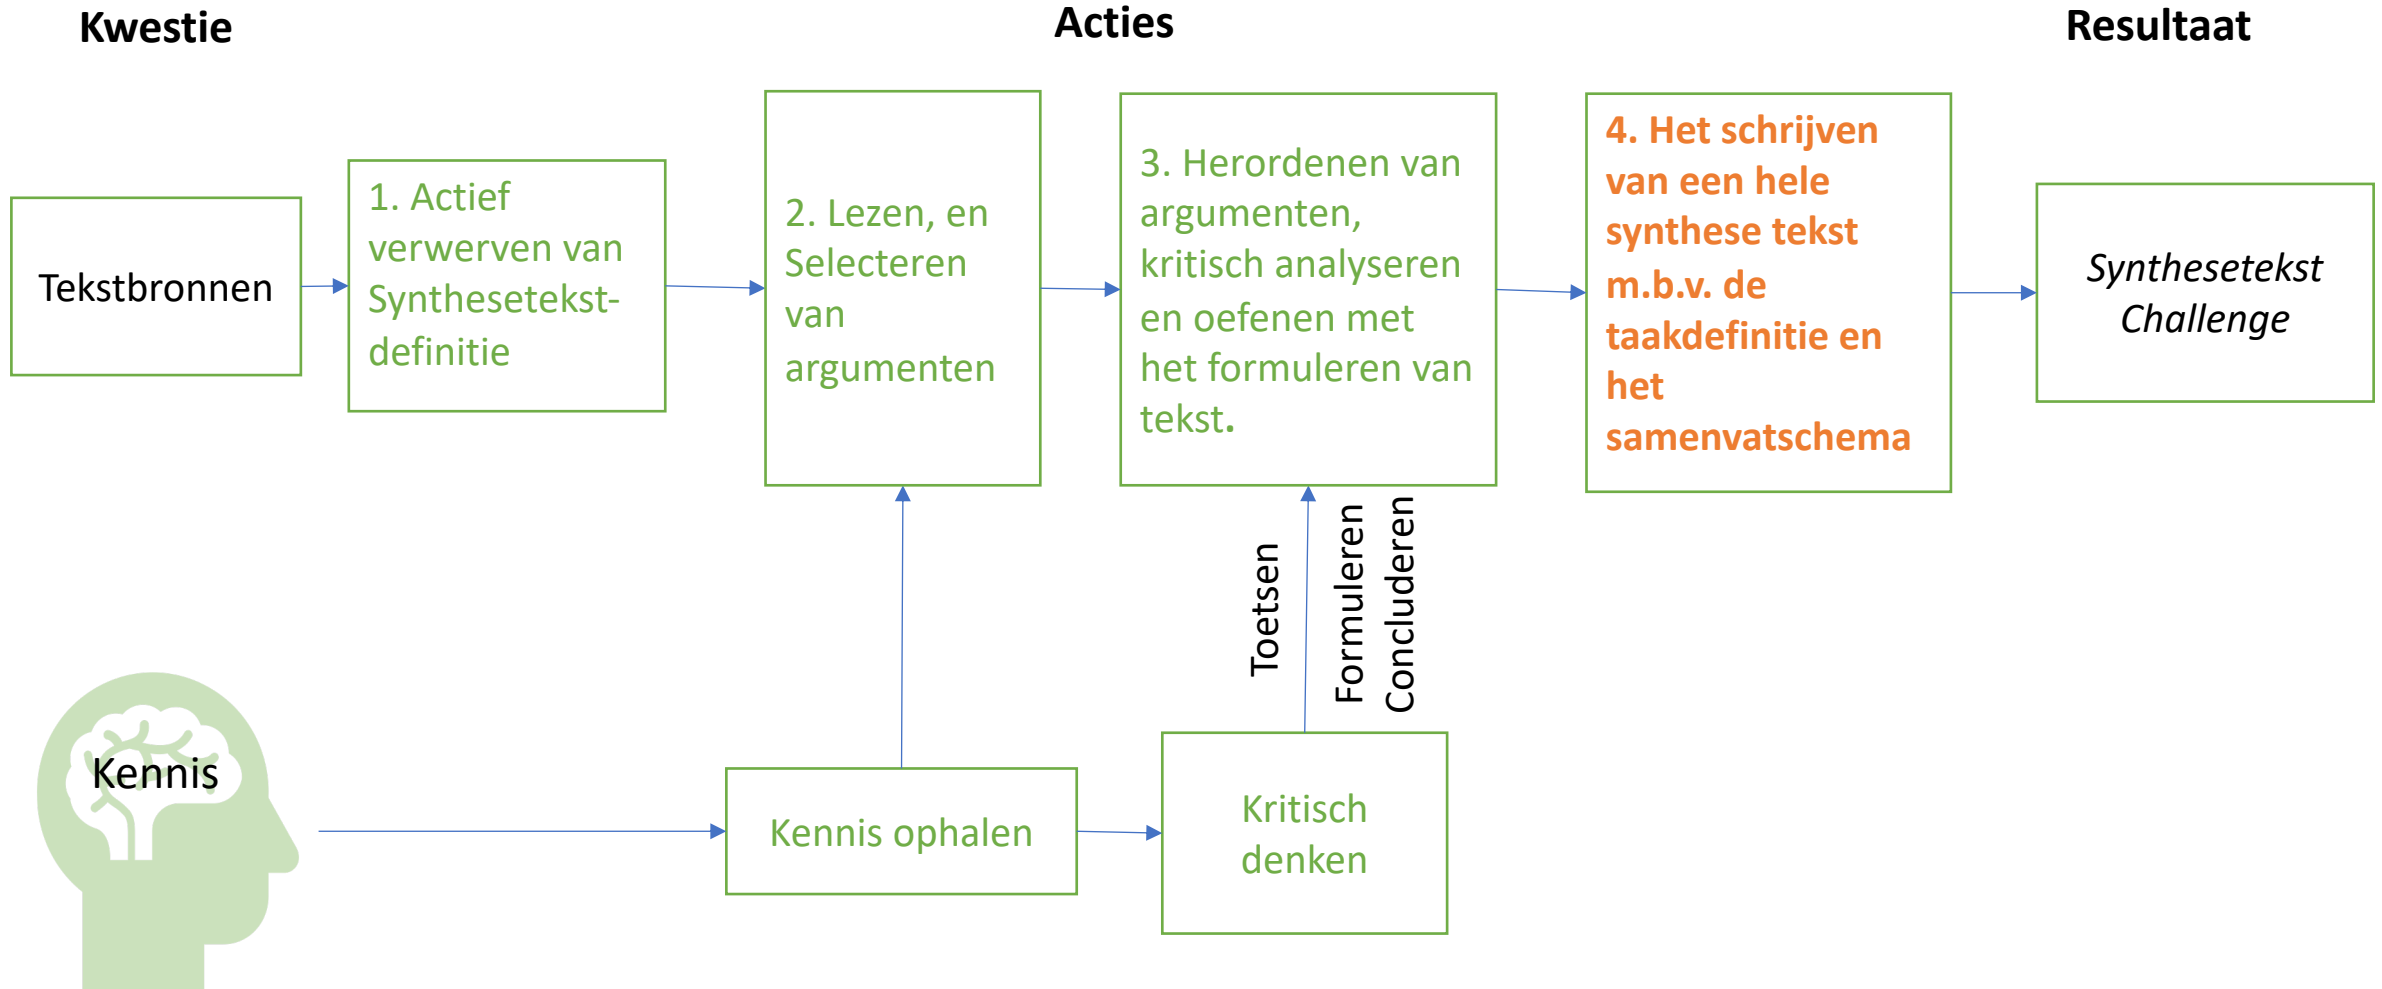 Kwestie
Acties
Resultaat
Tekstbronnen
1. Actief
verwerven van
Synthesetekst-
definitie
2. Lezen, en
Selecteren
van
argumenten
3. Herordenen van
argumenten,
kritisch analyseren
en oefenen met
het formuleren van
tekst.
4. Het schrijven
van een hele
synthese tekst
m.b.v. de
taakdefinitie en
het
samenvatschema
Synthesetekst
Challenge
Toetsen
Formuleren
Concluderen
Kennis
Kennis ophalen
Kritisch
denken